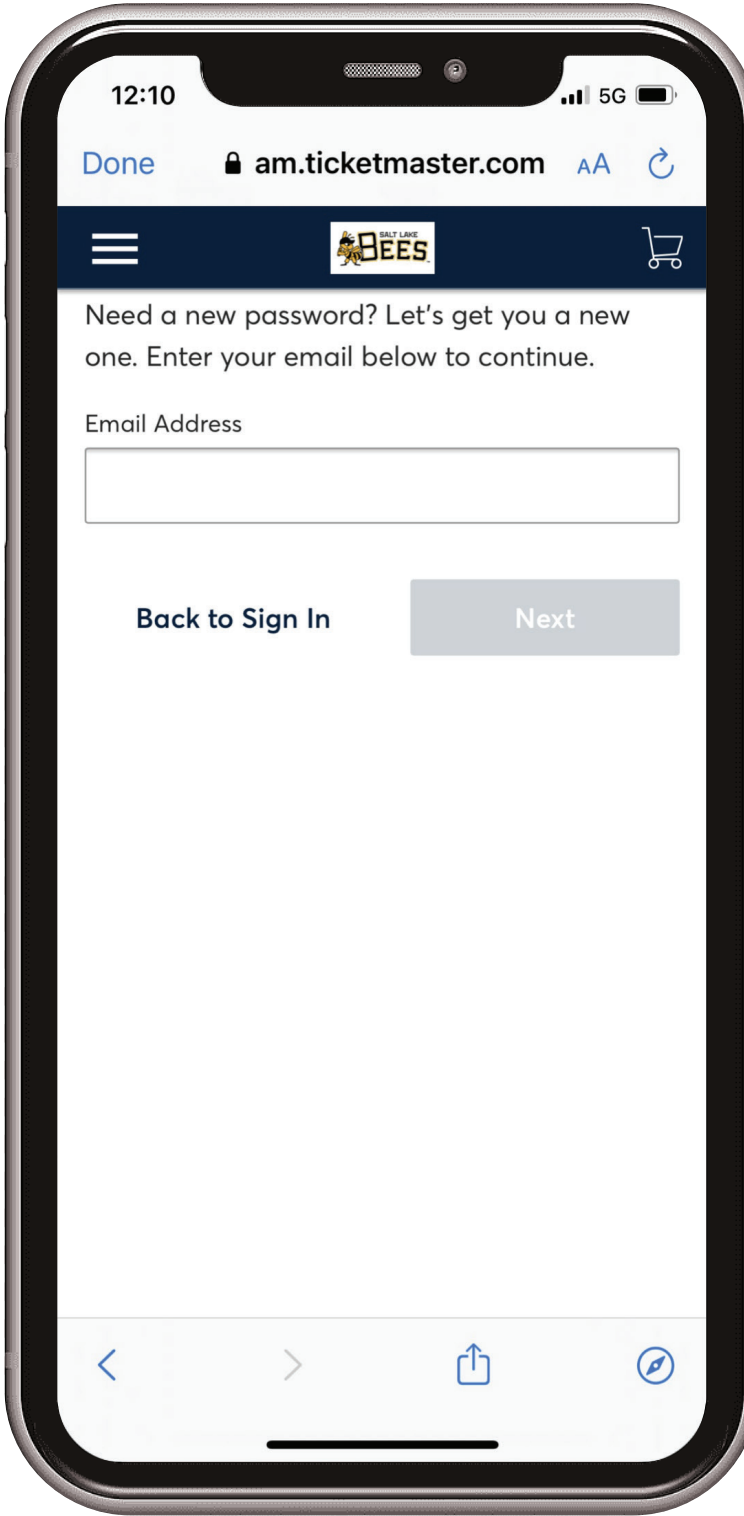 12:10
5G
Done
am.ticketmaster.com
AA
SALT LAKE
BEES
Need a new password? Let's get you a new
one. Enter your email below to continue.
Email Address
Back to Sign In
Next